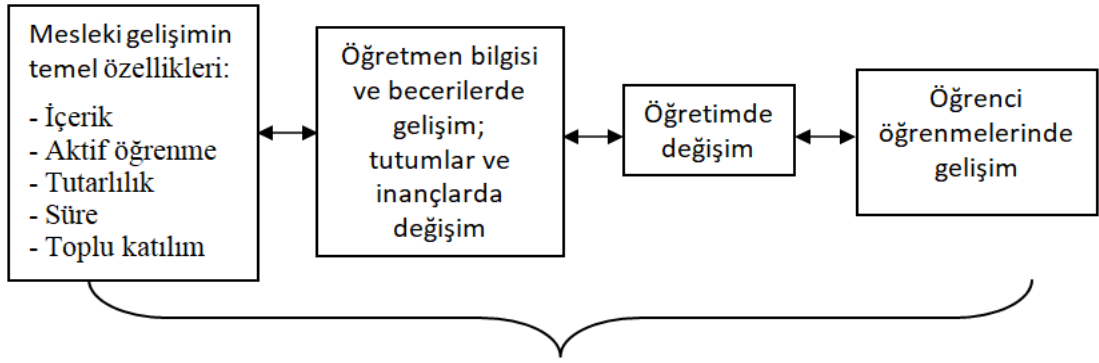 Mesleki gelişimin
temel özellikleri:
- İçerik
- Aktif öğrenme
- Tutarlılık
- Süre
- Toplu katılım
Öğretmen bilgisi
ve becerilerde
gelişim;
tutumlar ve
inançlarda
değişim
Öğretimde
değişim
Öğrenci
öğrenmelerinde
gelişim